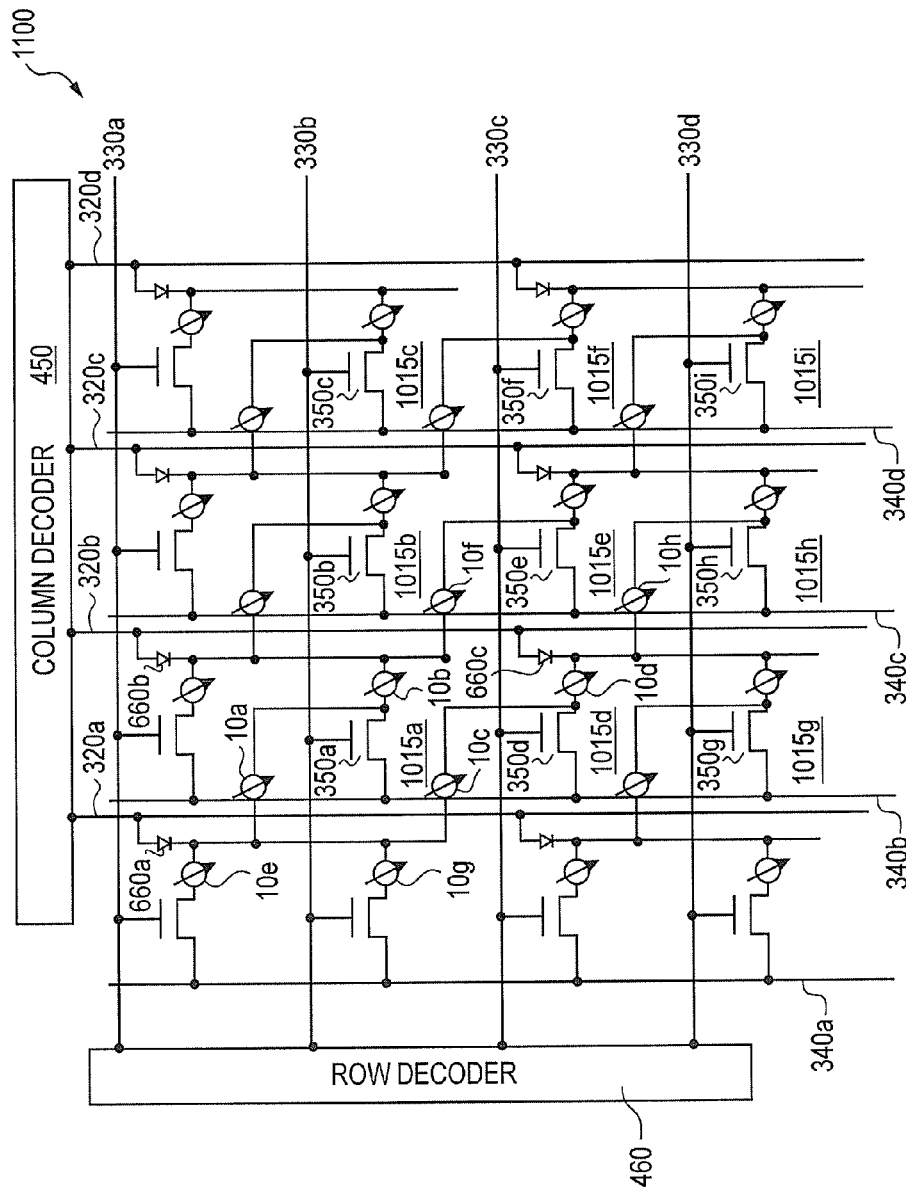 1100
COLUMN DECODER
450
320a
320b
320c
320d
330a
330b
330c
330d
660a
660b
10a
10e
350a
350b
350c
1015a
1015b
1015c
10b
10f
10c
10g
660c
350d
350e
350f
1015d
1015e
1015f
10d
10h
350g
350h
350i
1015g
1015h
1015i
340a
340b
340c
340d
ROW DECODER
460